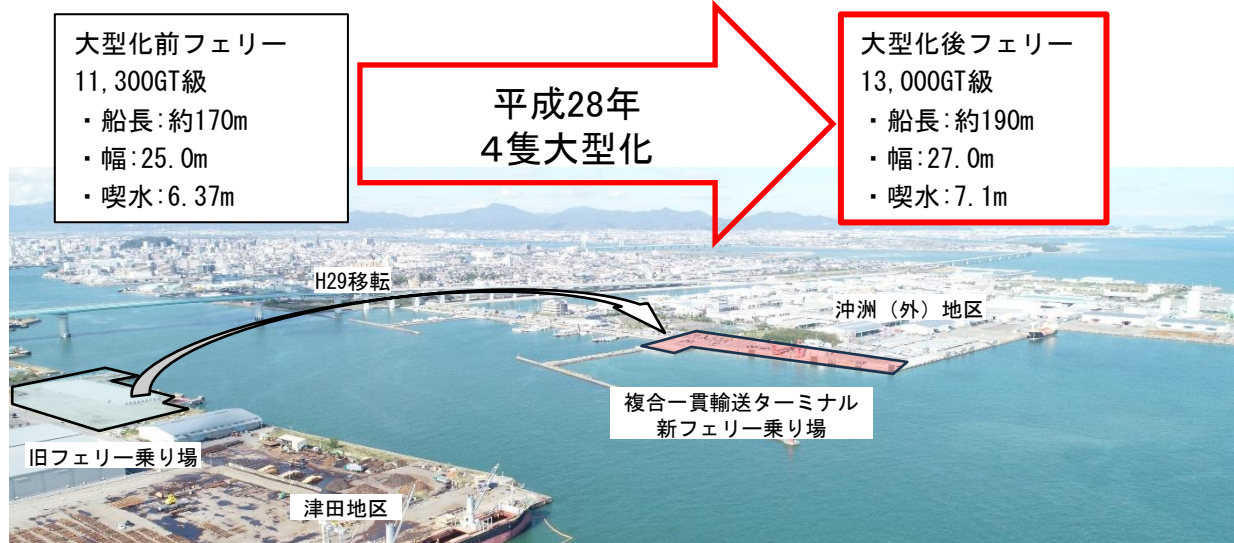 大型化前フェリー
11,300GT級
・船長:約170m
・幅:25.0m
・喫水:6.37m
平成28年
4隻大型化
大型化後フェリー
13,000GT級
・船長:約190m
・幅:27.0m
・喫水:7.1m
H29移転
沖洲（外）地区
複合一貫輸送ターミナル
新フェリー乗り場
旧フェリー乗り場
津田地区